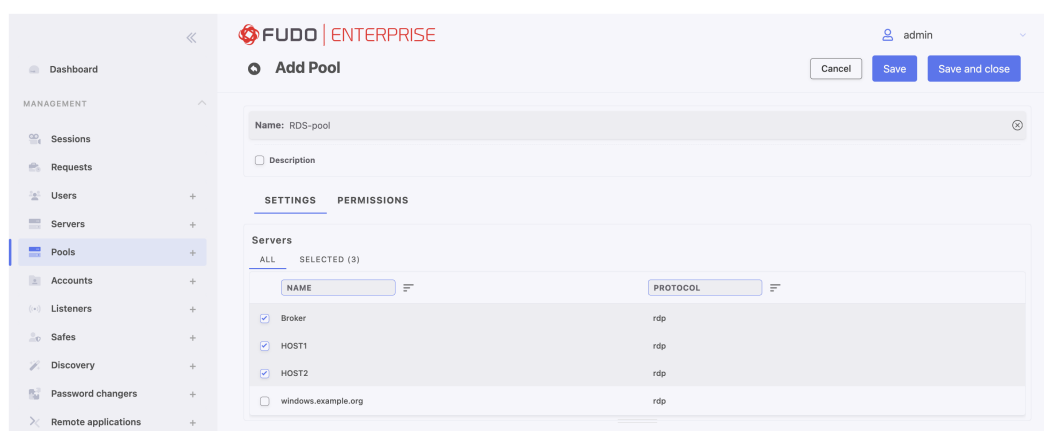 FUDO ENTERPRISE
admin
Dashboard
Add Pool
Cancel
Save
Save and close
MANAGEMENT
Sessions
Requests
Users
Servers
Pools
Accounts
Listeners
Safes
Discovery
Password changers
Remote applications
Name: RDS-pool
Description
SETTINGS PERMISSIONS
Servers
ALL SELECTED (3)
NAME PROTOCOL
Broker rdp
HOST1 rdp
HOST2 rdp
windows.example.org rdp